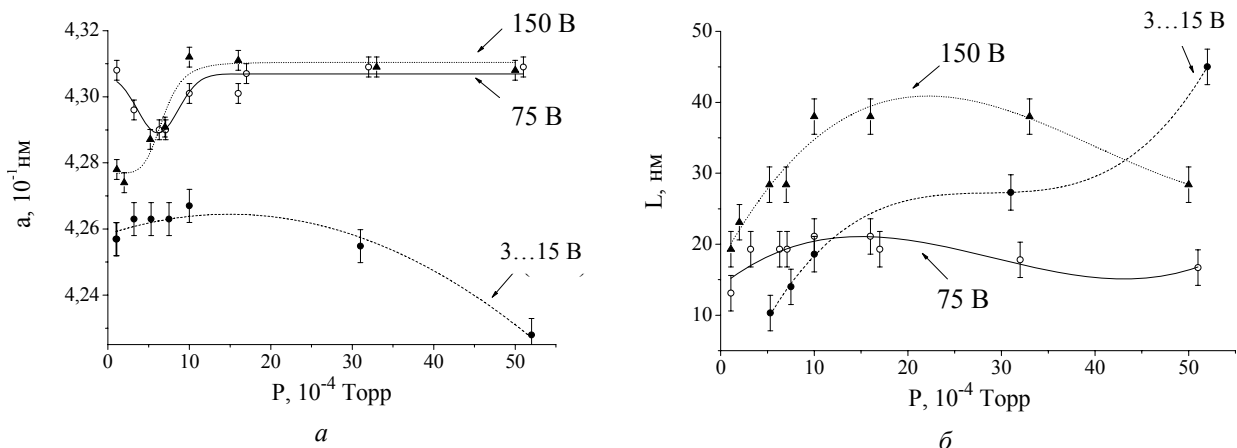 4,32
4,30
4,28
4,26
4,24
a, 10⁻¹нм
0 10 20 30 40 50
P, 10⁻⁴ Торр
150 В
75 В
3...15 В
а
50
40
30
20
10
L, нм
0 10 20 30 40 50
P, 10⁻⁴ Торр
3...15 В
150 В
75 В
б